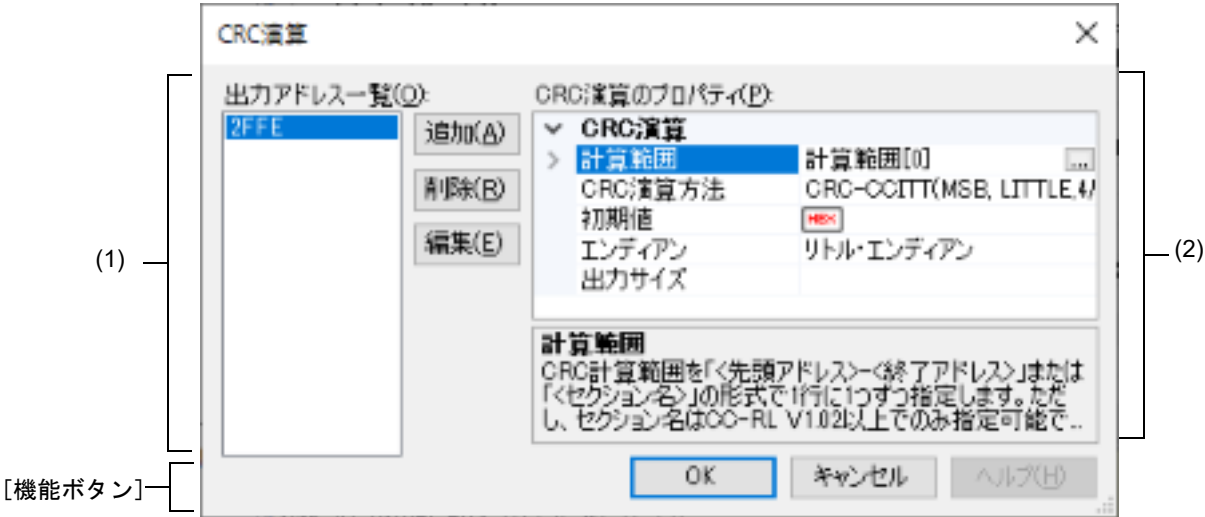 CRC演算
出力アドレス一覧(O):
2FFE
追加(A)
削除(R)
編集(E)
CRC演算のプロパティ(P):
CRC演算
計算範囲 計算範囲[0] ...
CRC演算方法 CRC-CCITT(MSB, LITTLE,4バ
初期値 HEX
エンディアン リトル・エンディアン
出力サイズ
計算範囲
CRC計算範囲を「<先頭アドレス>-<終了アドレス>」または
「<セクション名>」の形式で1行に1つずつ指定します。ただ
し、セクション名はCC-RL V1.02以上でのみ指定可能で...
OK
キャンセル
ヘルプ(H)
(1)
(2)
[機能ボタン]